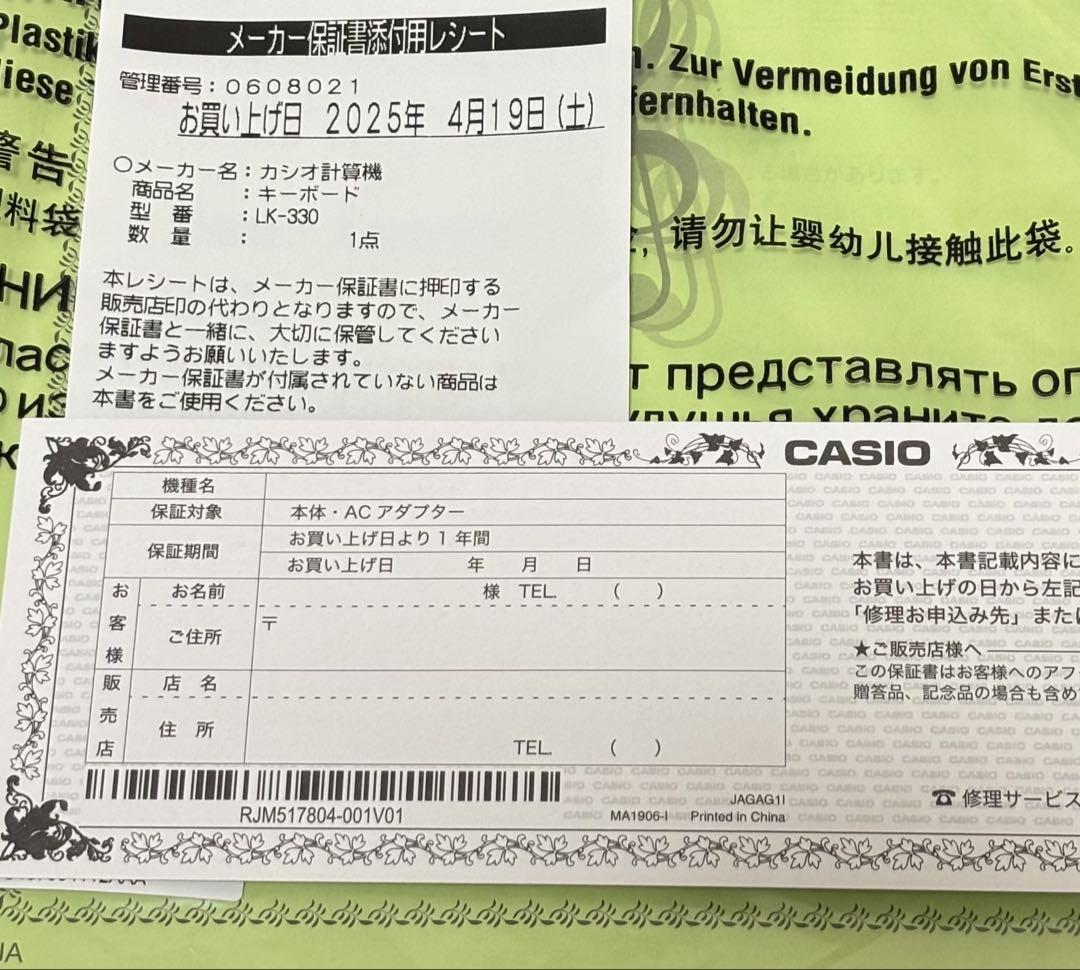 メーカー保証書添付用レシート
管理番号：0608021
お買い上げ日 2025年 4月19日（土）
○メーカー名：カシオ計算機
商品名 ：キーボード
型 番 ：LK-330
数 量 ： 1点
本レシートは、メーカー保証書に押印する
販売店印の代わりとなりますので、メーカー
保証書と一緒に、大切に保管してください
ますようお願いいたします。
メーカー保証書が付属されていない商品は
本書をご使用ください。
Plastik
diese
警告
料袋
Zur Vermeidung von Erst
fernhalten.
请勿让婴幼儿接触此袋。
т представлять оп
CASIO
機種名
保証対象 本体・AC アダプター
保証期間 お買い上げ日より 1 年間
お買い上げ日 年 月 日
お客様 お名前 様 TEL. ( )
ご住所 〒
販売店 店 名
住 所
TEL. ( )
RJM517804-001V01
JAGAG1I
MA1906-I Printed in China
本書は、本書記載内容に
お買い上げの日から左記
「修理お申込み先」または
★ご販売店様へ
この保証書はお客様へのアフ
贈答品、記念品の場合も含め
☎ 修理サービス